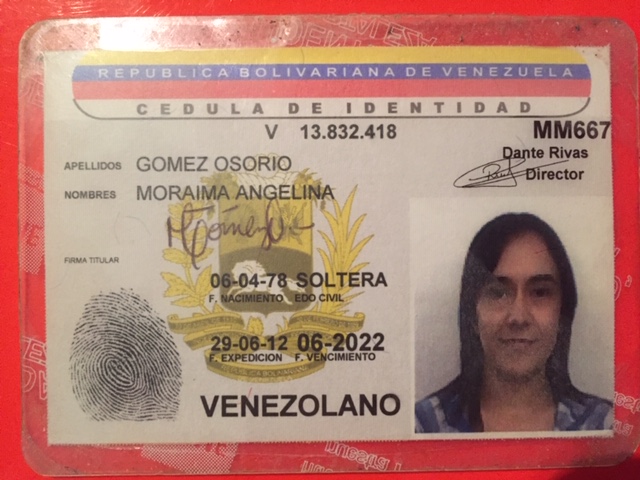 REPUBLICA BOLIVARIANA DE VENEZUELA
CEDULA DE IDENTIDAD
V 13.832.418
MM667
APELLIDOS GOMEZ OSORIO
Dante Rivas
Director
NOMBRES MORAIMA ANGELINA
FIRMA TITULAR
06-04-78 SOLTERA
F. NACIMIENTO EDO CIVIL
29-06-12 06-2022
F. EXPEDICION F. VENCIMIENTO
VENEZOLANO